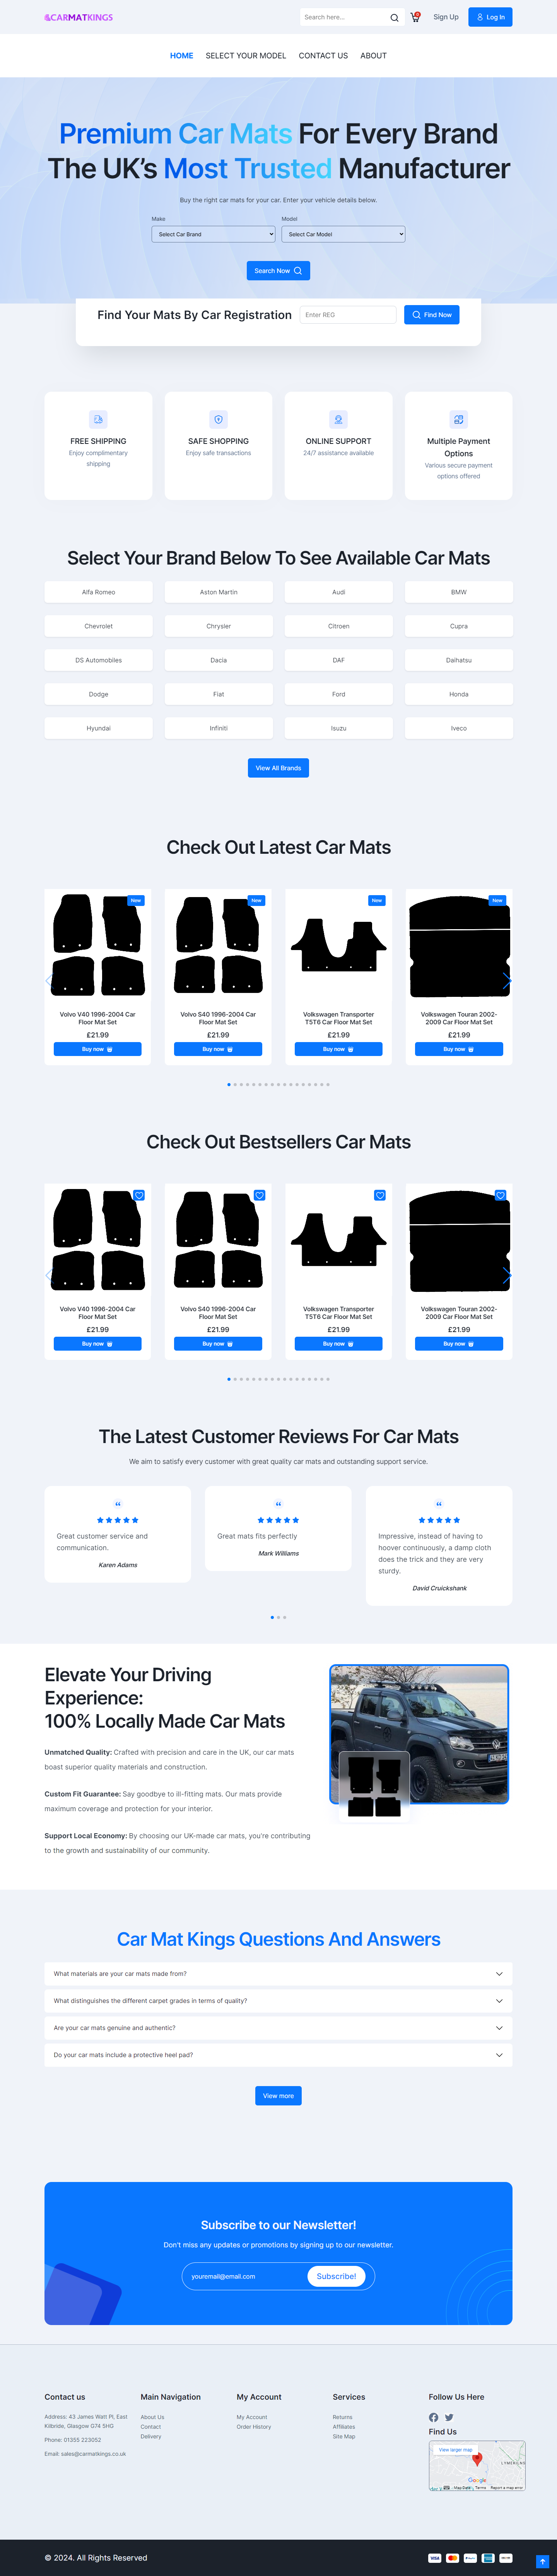 CARMATKINGS
Search here...
0
Sign Up
Log In
HOME
SELECT YOUR MODEL
CONTACT US
ABOUT
Premium Car Mats For Every Brand
The UK's Most Trusted Manufacturer
Buy the right car mats for your car. Enter your vehicle details below.
Make
Model
Select Car Brand
Select Car Model
Search Now
Find Your Mats By Car Registration
Enter REG
Find Now
FREE SHIPPING
Enjoy complimentary
shipping
SAFE SHOPPING
Enjoy safe transactions
ONLINE SUPPORT
24/7 assistance available
Multiple Payment
Options
Various secure payment
options offered
Select Your Brand Below To See Available Car Mats
Alfa Romeo
Aston Martin
Audi
BMW
Chevrolet
Chrysler
Citroen
Cupra
DS Automobiles
Dacia
DAF
Daihatsu
Dodge
Fiat
Ford
Honda
Hyundai
Infiniti
Isuzu
Iveco
View All Brands
Check Out Latest Car Mats
New
New
New
New
Volvo V40 1996-2004 Car
Floor Mat Set
£21.99
Buy now
Volvo S40 1996-2004 Car
Floor Mat Set
£21.99
Buy now
Volkswagen Transporter
T5T6 Car Floor Mat Set
£21.99
Buy now
Volkswagen Touran 2002-
2009 Car Floor Mat Set
£21.99
Buy now
Check Out Bestsellers Car Mats
Volvo V40 1996-2004 Car
Floor Mat Set
£21.99
Buy now
Volvo S40 1996-2004 Car
Floor Mat Set
£21.99
Buy now
Volkswagen Transporter
T5T6 Car Floor Mat Set
£21.99
Buy now
Volkswagen Touran 2002-
2009 Car Floor Mat Set
£21.99
Buy now
The Latest Customer Reviews For Car Mats
We aim to satisfy every customer with great quality car mats and outstanding support service.
Great customer service and
communication.
Karen Adams
Great mats fits perfectly
Mark Williams
Impressive, instead of having to
hoover continuously, a damp cloth
does the trick and they are very
sturdy.
David Cruickshank
Elevate Your Driving
Experience:
100% Locally Made Car Mats
Unmatched Quality: Crafted with precision and care in the UK, our car mats
boast superior quality materials and construction.
Custom Fit Guarantee: Say goodbye to ill-fitting mats. Our mats provide
maximum coverage and protection for your interior.
Support Local Economy: By choosing our UK-made car mats, you're contributing
to the growth and sustainability of our community.
Car Mat Kings Questions And Answers
What materials are your car mats made from?
What distinguishes the different carpet grades in terms of quality?
Are your car mats genuine and authentic?
Do your car mats include a protective heel pad?
View more
Subscribe to our Newsletter!
Don't miss any updates or promotions by signing up to our newsletter.
youremail@email.com
Subscribe!
Contact us
Address: 43 James Watt Pl, East
Kilbride, Glasgow G74 5HG
Phone: 01355 223052
Email: sales@carmatkings.co.uk
Main Navigation
About Us
Contact
Delivery
My Account
My Account
Order History
Services
Returns
Affiliates
Site Map
Follow Us Here
Find Us
View larger map
Google
Map Data
Terms
Report a map error
© 2024. All Rights Reserved
VISA